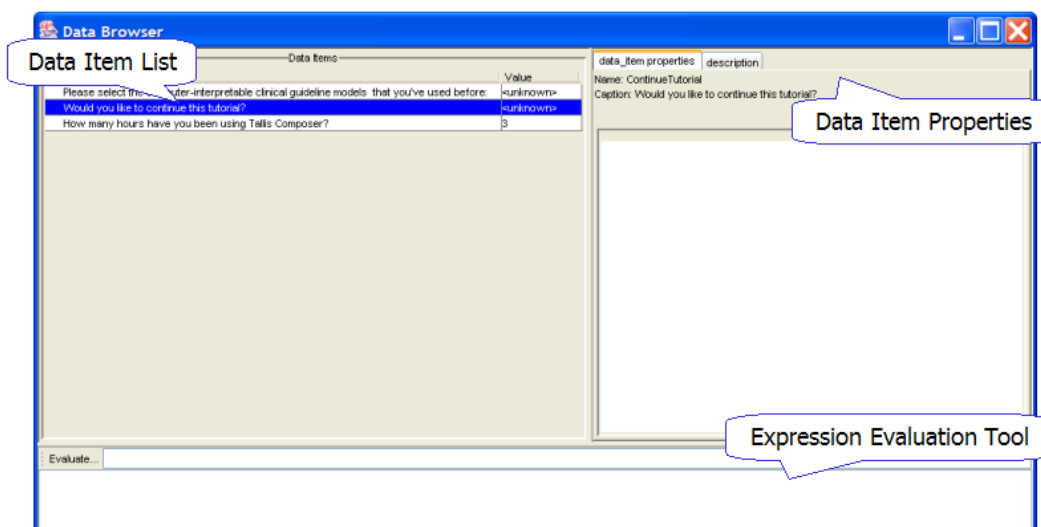 Data Browser
Data Item List
Data Items
Value
Please select the uter-interpretable clinical guideline models that you've used before: <unknown>
Would you like to continue this tutorial? <unknown>
How many hours have you been using Tallis Composer? 3
data_item properties description
Name: ContinueTutorial
Caption: Would you like to continue this tutorial?
Data Item Properties
Expression Evaluation Tool
Evaluate...